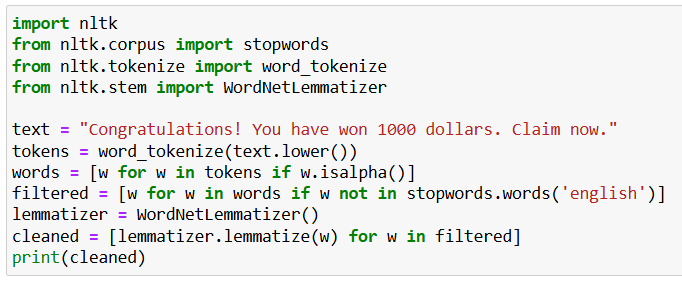 import nltk
from nltk.corpus import stopwords
from nltk.tokenize import word_tokenize
from nltk.stem import WordNetLemmatizer

text = "Congratulations! You have won 1000 dollars. Claim now."
tokens = word_tokenize(text.lower())
words = [w for w in tokens if w.isalpha()]
filtered = [w for w in words if w not in stopwords.words('english')]
lemmatizer = WordNetLemmatizer()
cleaned = [lemmatizer.lemmatize(w) for w in filtered]
print(cleaned)